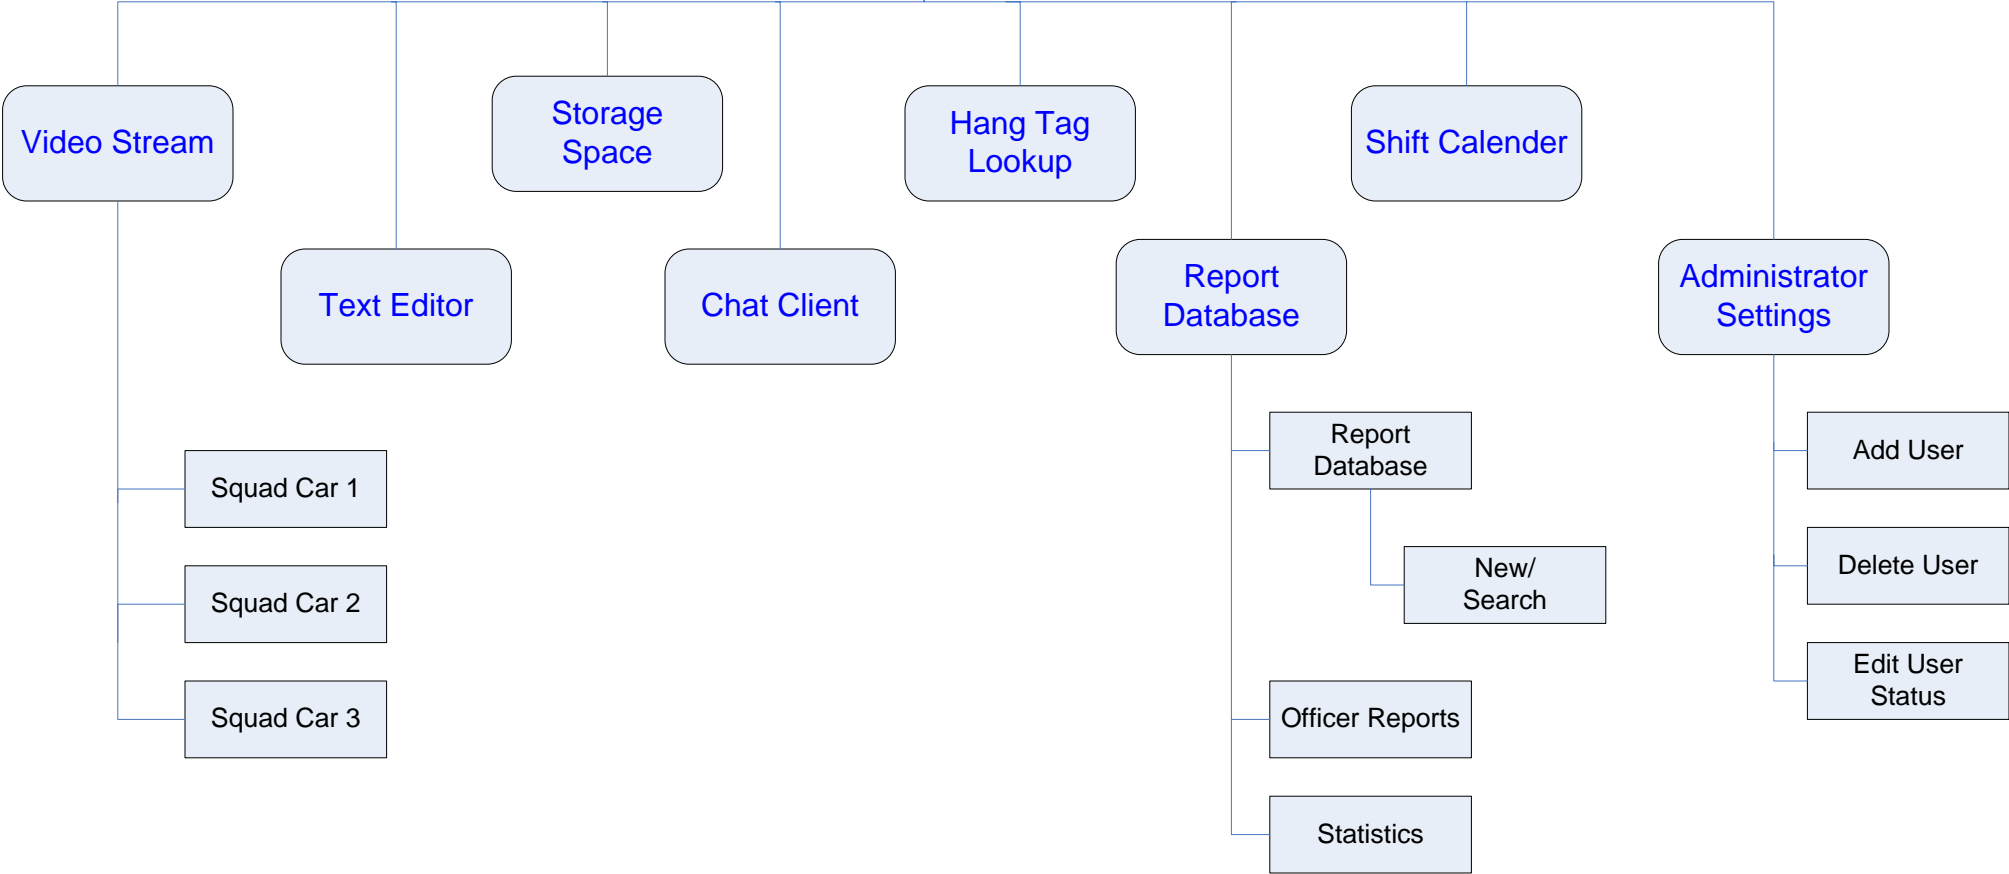 Video Stream
Storage
Space
Hang Tag
Lookup
Shift Calender
Text Editor
Chat Client
Report
Database
Administrator
Settings
Squad Car 1
Squad Car 2
Squad Car 3
Report
Database
New/
Search
Officer Reports
Statistics
Add User
Delete User
Edit User
Status